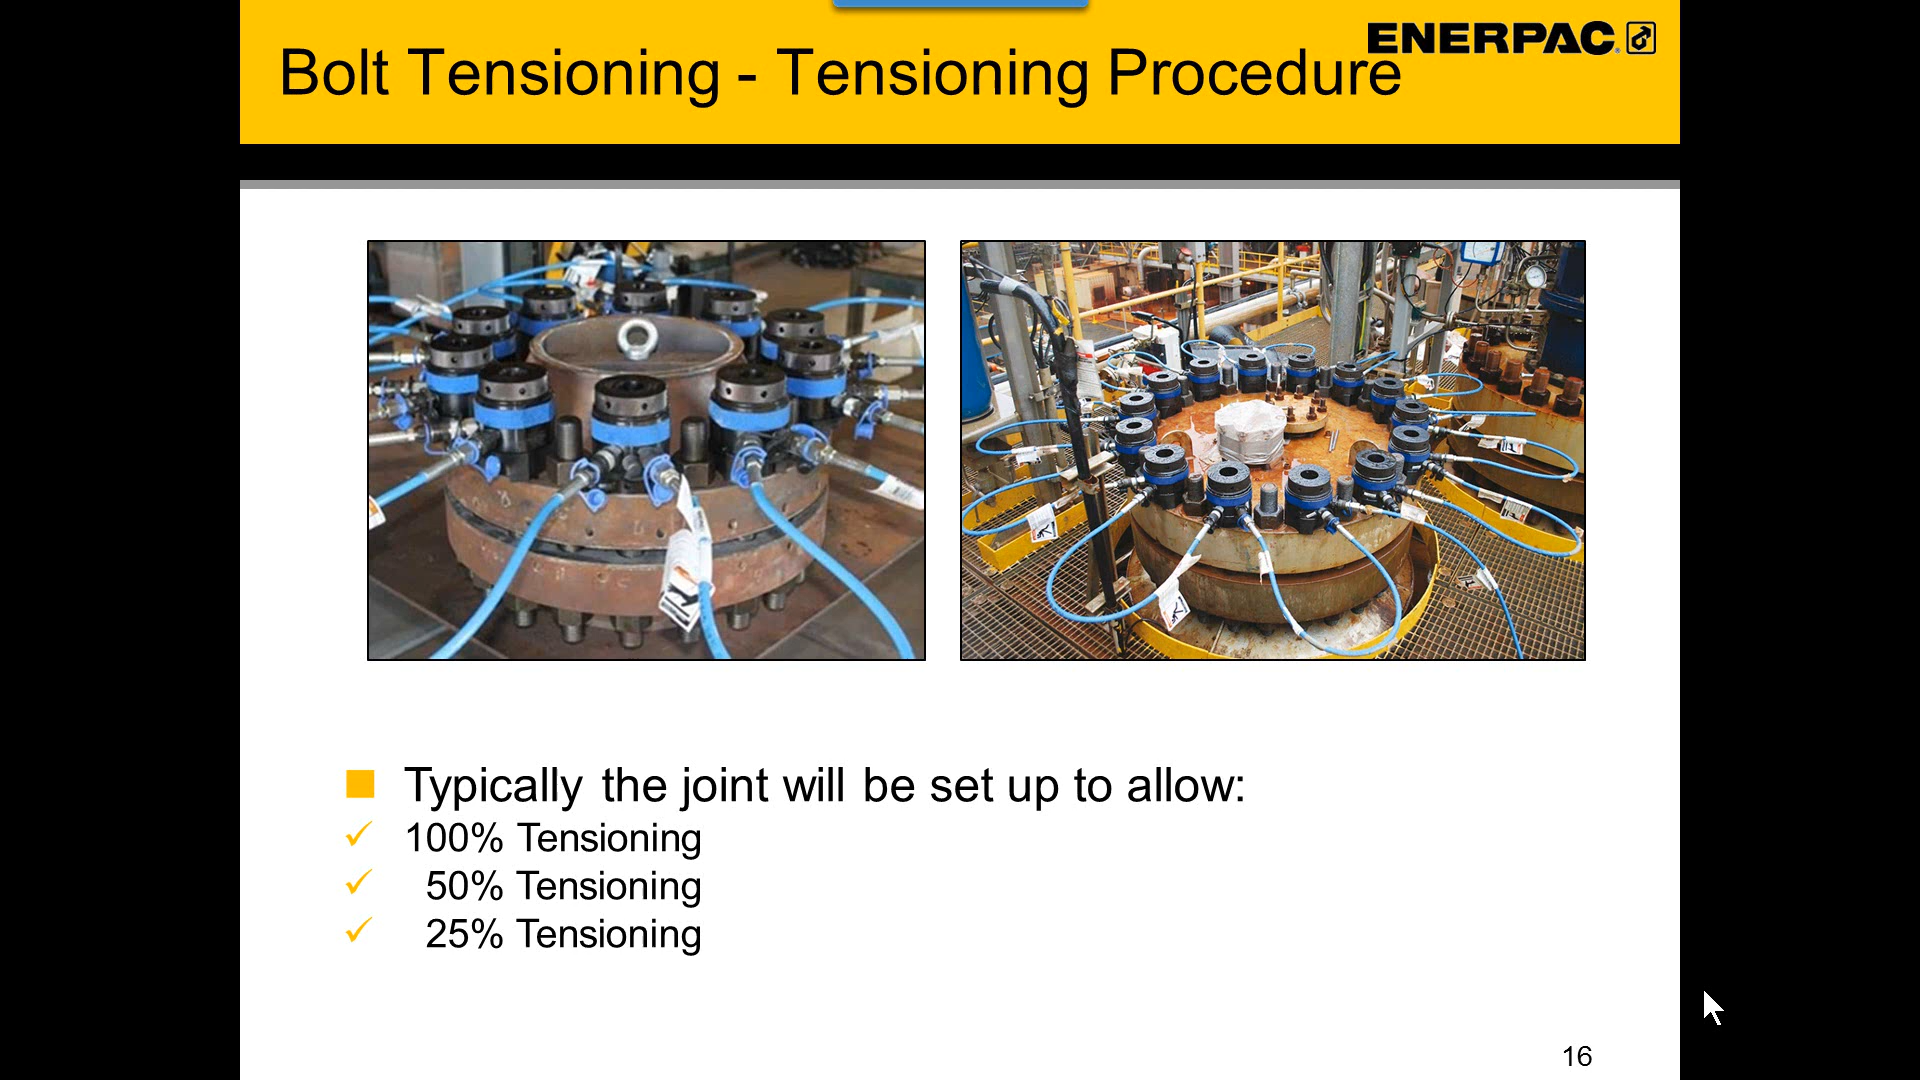 Bolt Tensioning - Tensioning Procedure
ENERPAC
Typically the joint will be set up to allow:
100% Tensioning
50% Tensioning
25% Tensioning
16